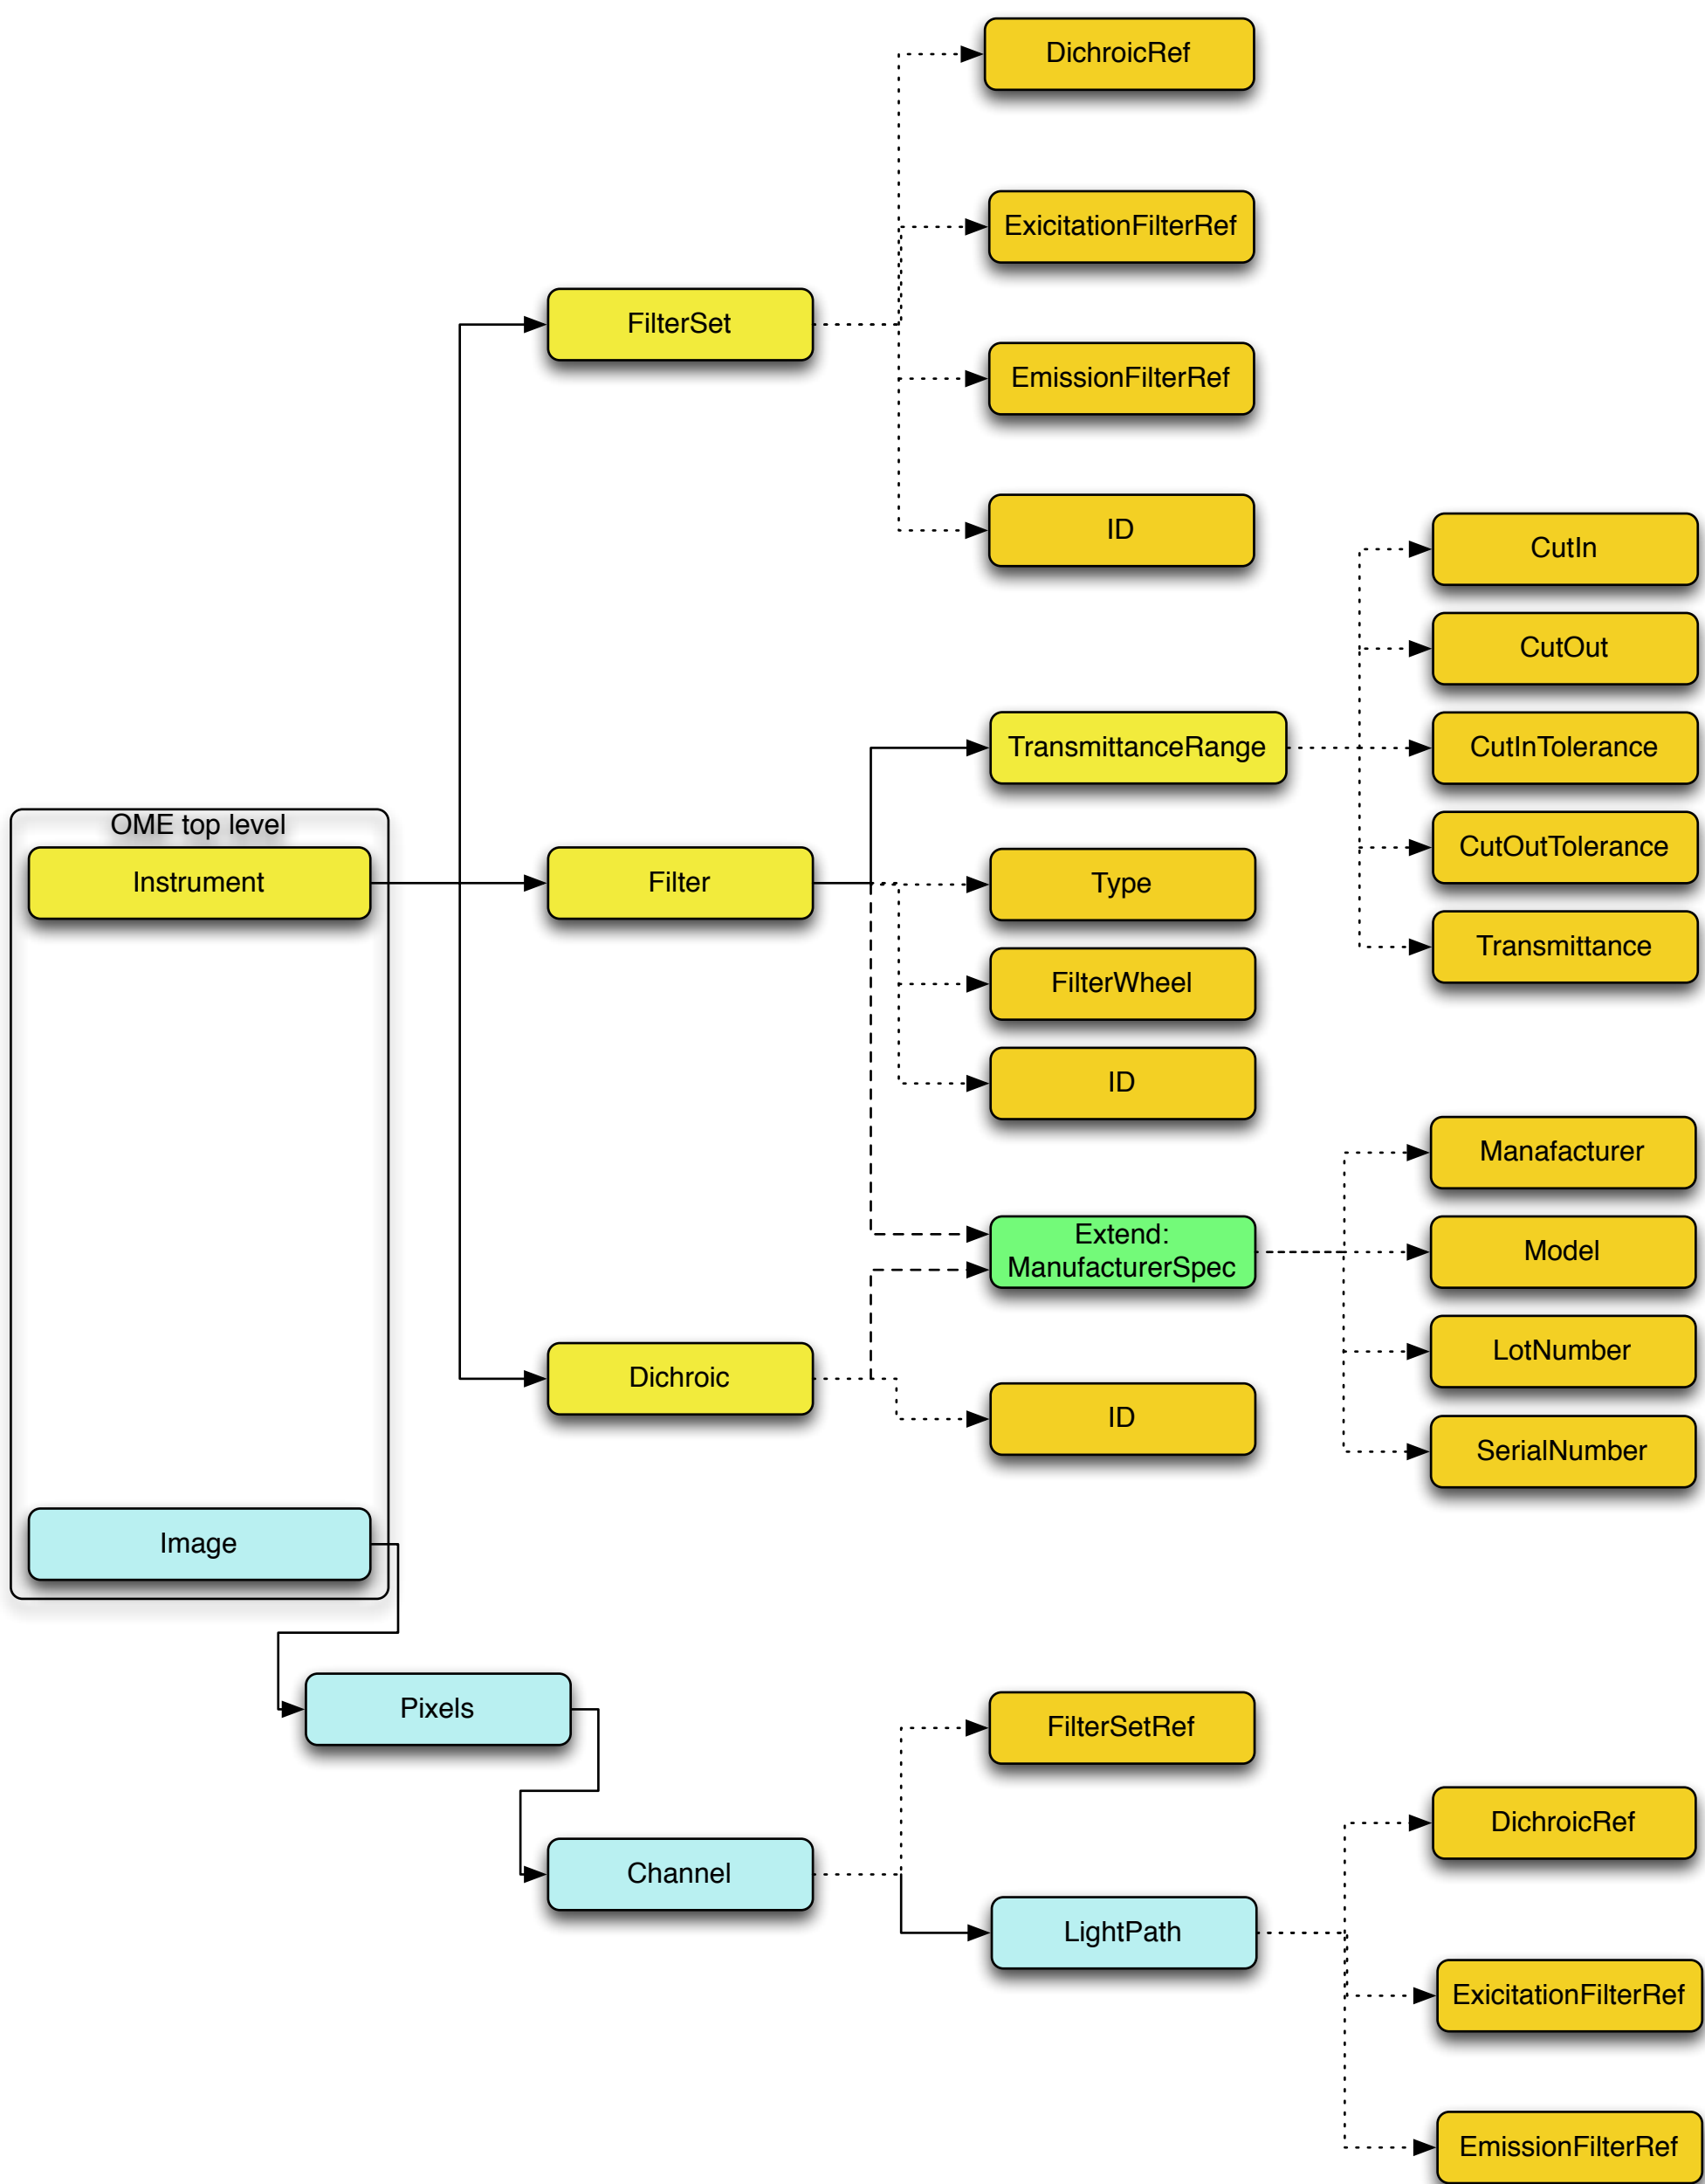 DichroicRef
ExicitationFilterRef
FilterSet
EmissionFilterRef
ID
CutIn
CutOut
TransmittanceRange
CutInTolerance
OME top level
CutOutTolerance
Instrument
Filter
Type
Transmittance
FilterWheel
ID
Manafacturer
Extend:
ManufacturerSpec
Model
LotNumber
Dichroic
ID
SerialNumber
Image
Pixels
FilterSetRef
DichroicRef
Channel
LightPath
ExicitationFilterRef
EmissionFilterRef